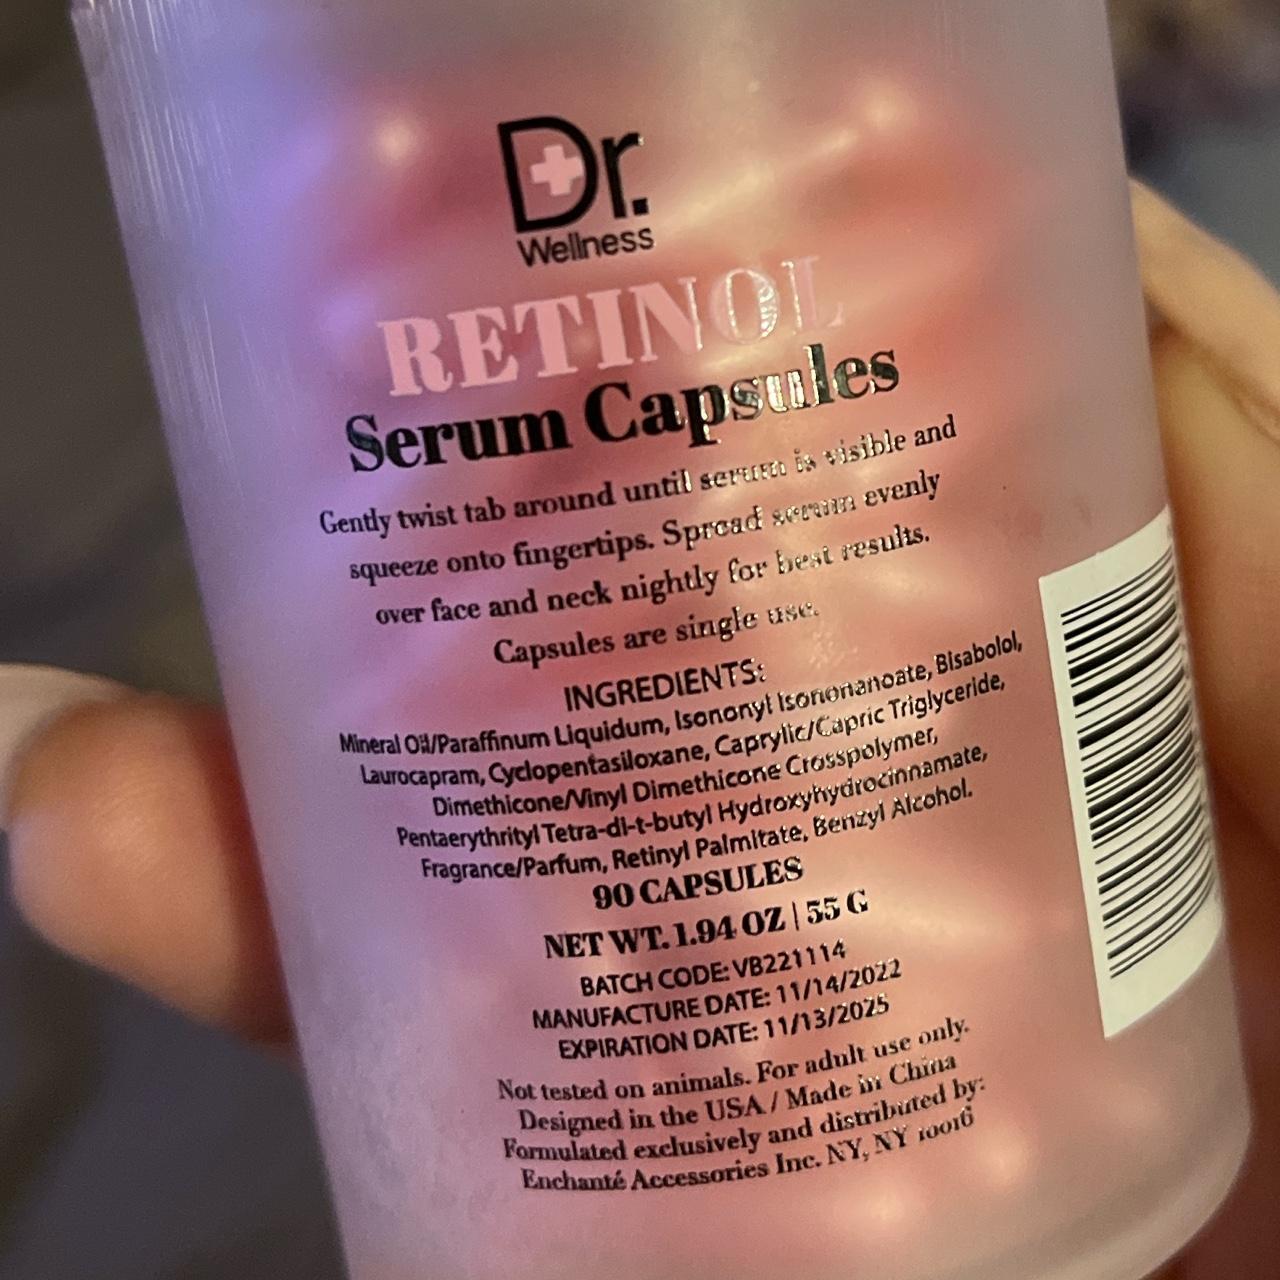 Dr.
Wellness
RETINOL
Serum Capsules
Gently twist tab around until serum is visible and
squeeze onto fingertips. Spread serum evenly
over face and neck nightly for best results.
Capsules are single use.
INGREDIENTS:
Mineral Oil/Paraffinum Liquidum, Isononyl Isononanoate, Bisabolol,
Laurocapram, Cyclopentasiloxane, Caprylic/Capric Triglyceride,
Dimethicone/Vinyl Dimethicone Crosspolymer,
Pentaerythrityl Tetra-di-t-butyl Hydroxyhydrocinnamate,
Fragrance/Parfum, Retinyl Palmitate, Benzyl Alcohol.
90 CAPSULES
NET WT. 1.94 OZ | 55 G
BATCH CODE: VB221114
MANUFACTURE DATE: 11/14/2022
EXPIRATION DATE: 11/13/2025
Not tested on animals. For adult use only.
Designed in the USA / Made in China
Formulated exclusively and distributed by:
Enchanté Accessories Inc. NY, NY 10016